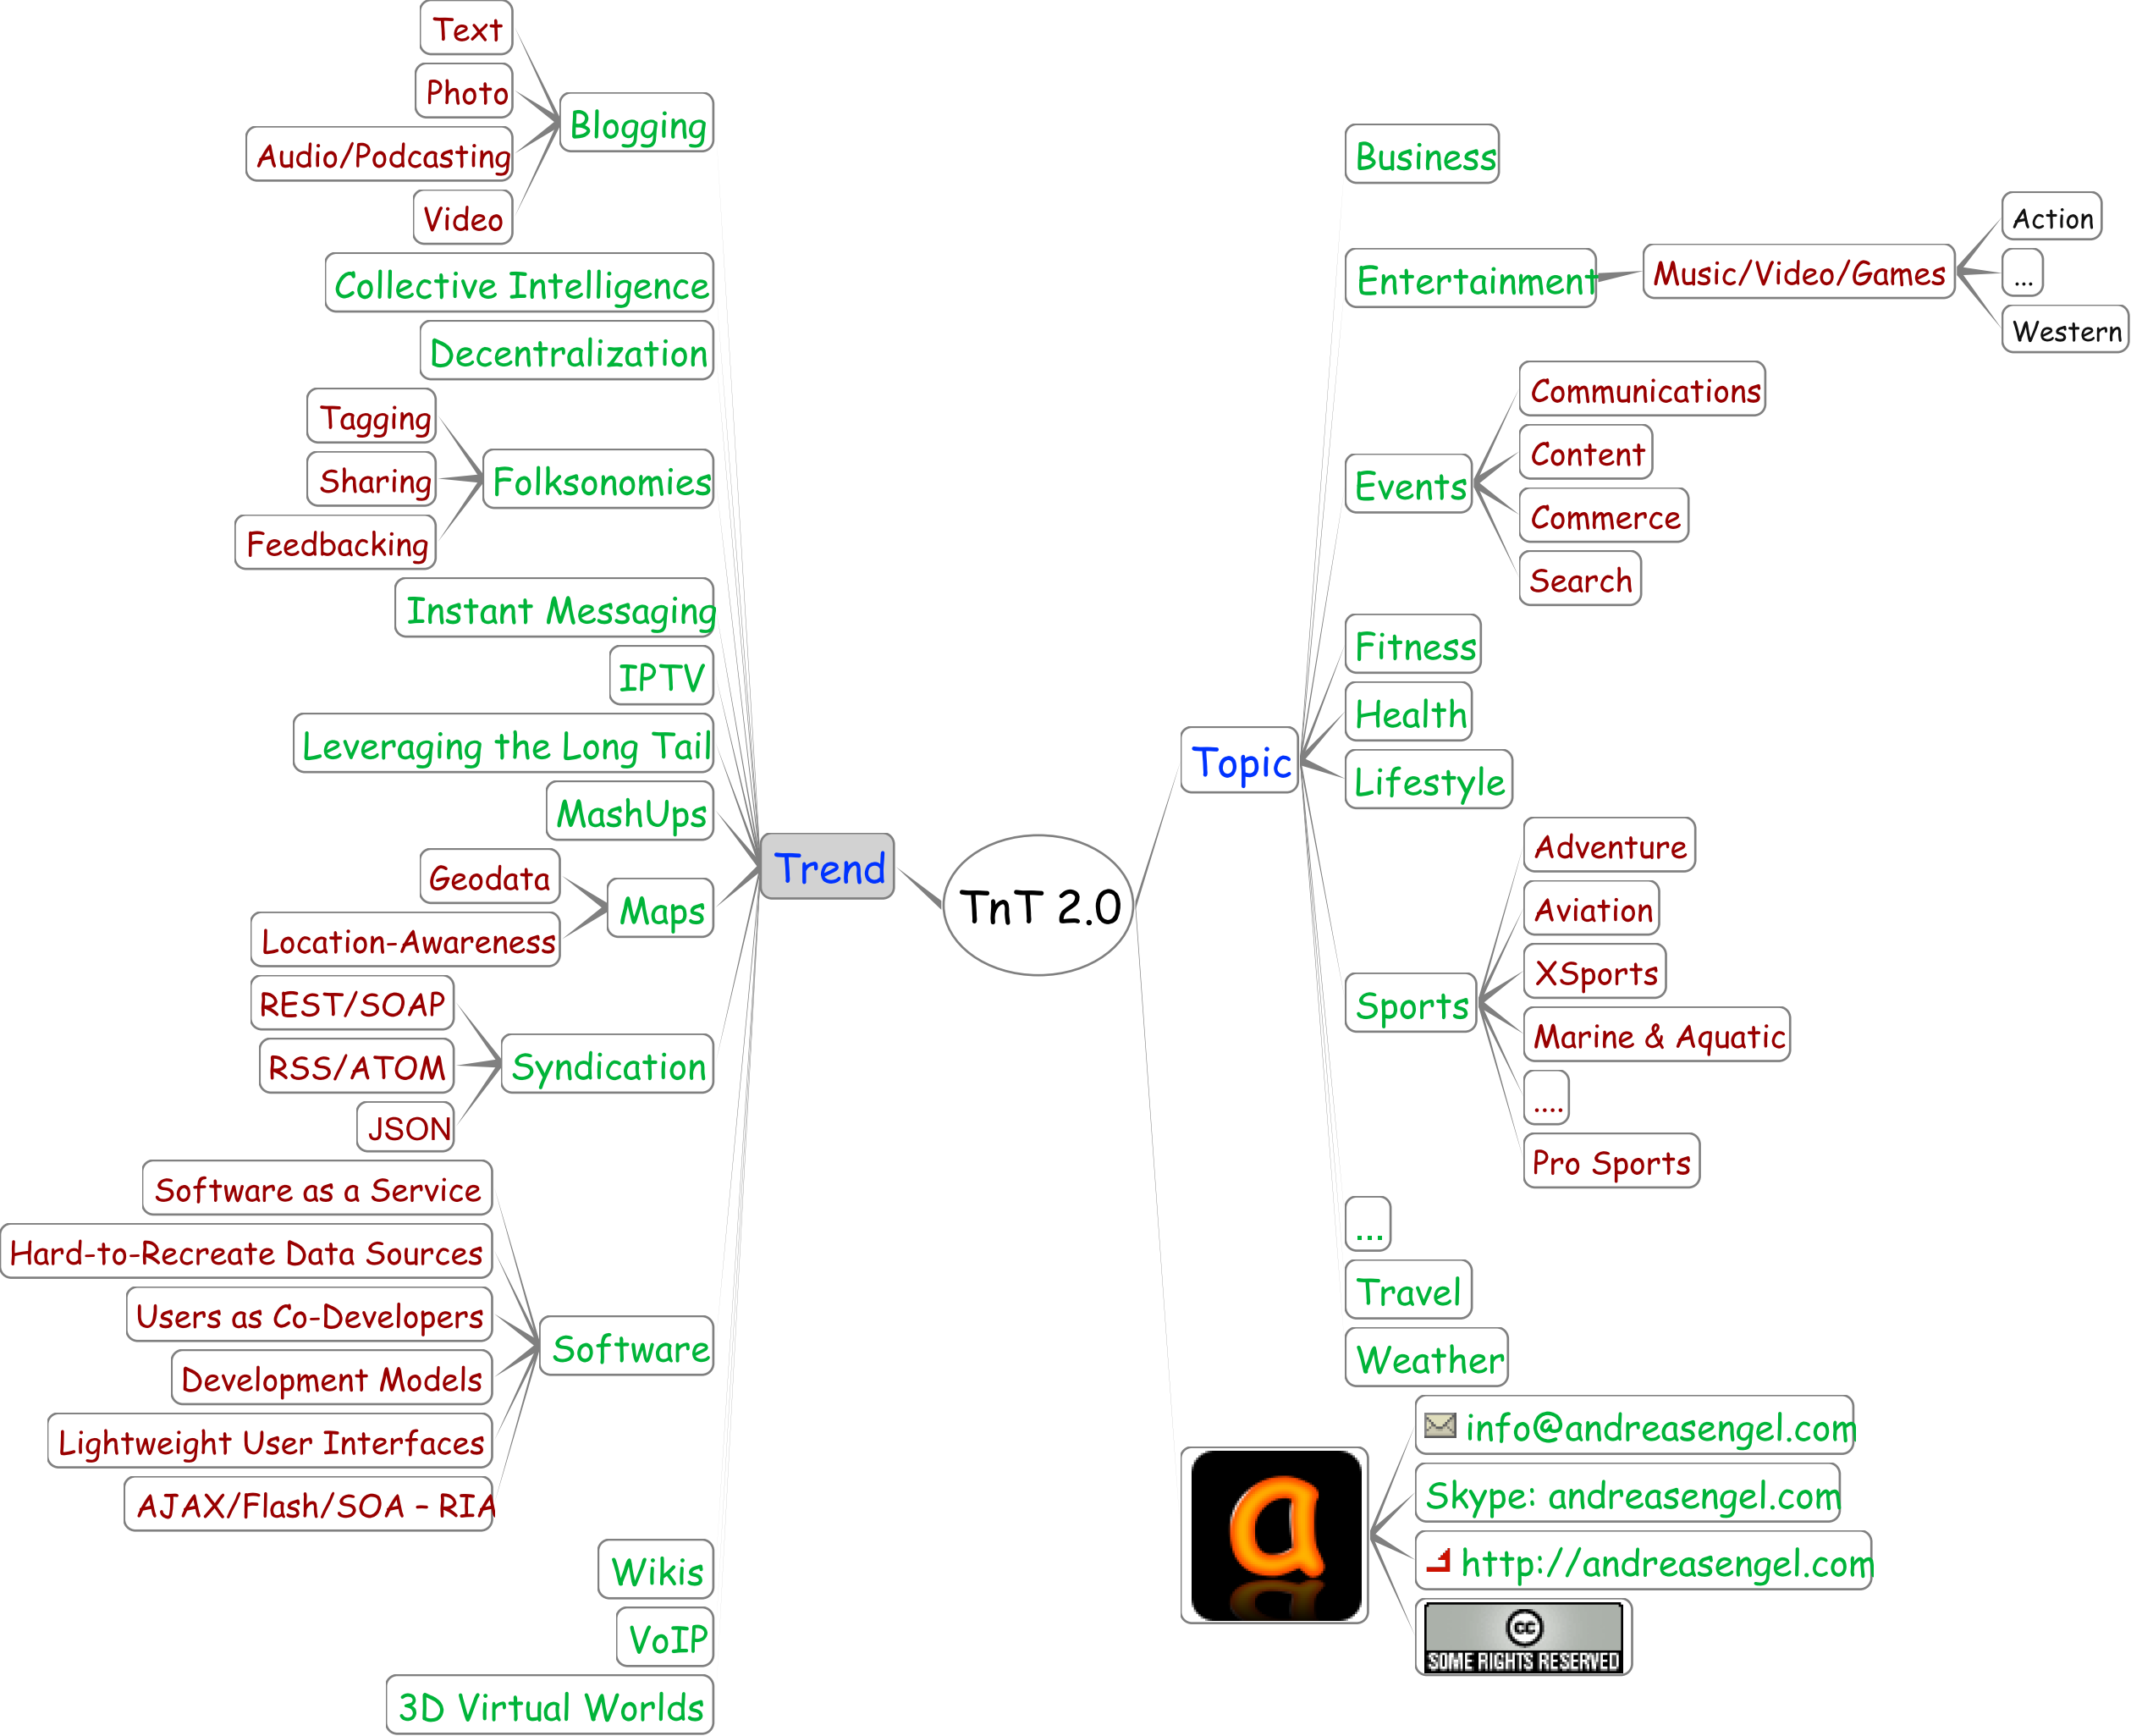 Text
Photo
Audio/Podcasting
Video
Blogging
Collective Intelligence
Decentralization
Tagging
Sharing
Feedbacking
Folksonomies
Instant Messaging
IPTV
Leveraging the Long Tail
MashUps
Geodata
Location-Awareness
Maps
REST/SOAP
RSS/ATOM
JSON
Syndication
Software as a Service
Hard-to-Recreate Data Sources
Users as Co-Developers
Development Models
Lightweight User Interfaces
AJAX/Flash/SOA - RIA
Software
Wikis
VoIP
3D Virtual Worlds
Trend
TnT 2.0
Topic
Business
Entertainment
Music/Video/Games
Action
...
Western
Events
Communications
Content
Commerce
Search
Fitness
Health
Lifestyle
Sports
Adventure
Aviation
XSports
Marine & Aquatic
....
Pro Sports
...
Travel
Weather
a
info@andreasengel.com
Skype: andreasengel.com
http://andreasengel.com
cc
SOME RIGHTS RESERVED